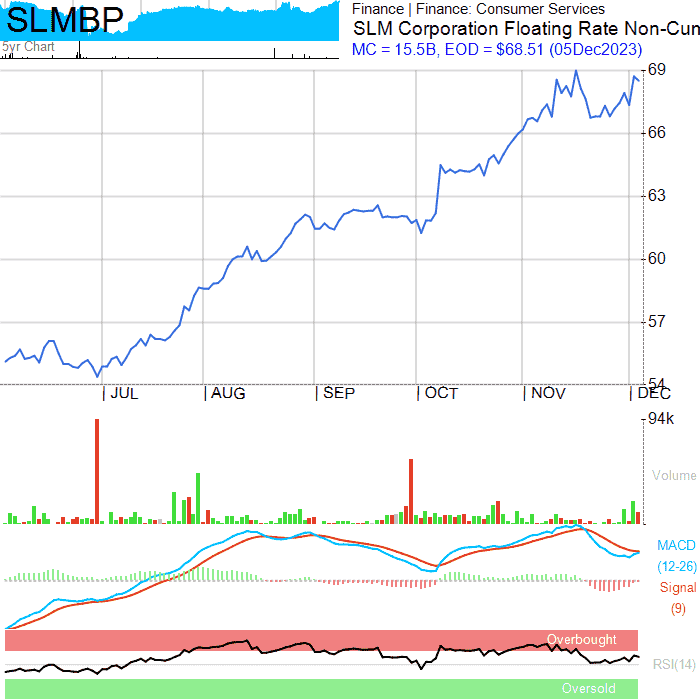 SLMBP
5yr Chart
Finance | Finance: Consumer Services
SLM Corporation Floating Rate Non-Cun
MC = 15.5B, EOD = $68.51 (05Dec2023)
69
66
63
60
57
54
JUL
AUG
SEP
OCT
NOV
DEC
94k
Volume
MACD
(12-26)
Signal
(9)
Overbought
RSI(14)
Oversold